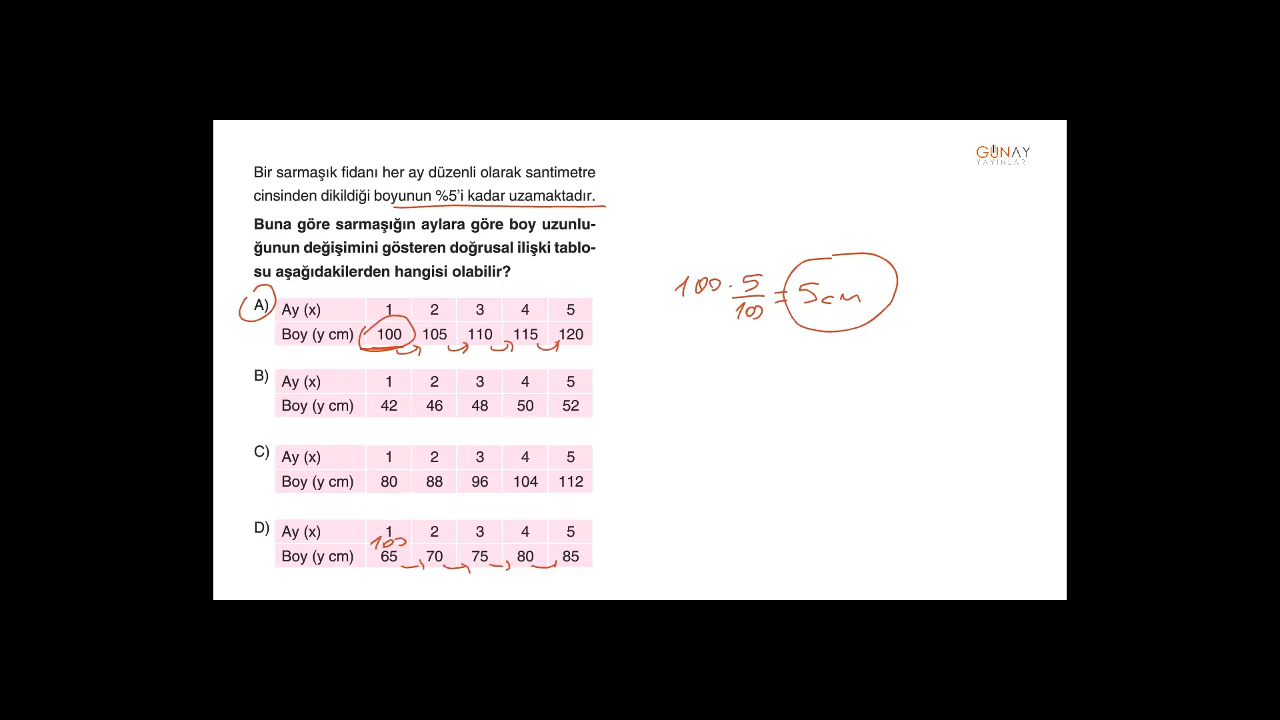 GÜNAY
YAYINLARI
Bir sarmaşık fidanı her ay düzenli olarak santimetre
cinsinden dikildiği boyunun %5'i kadar uzamaktadır.
Buna göre sarmaşığın aylara göre boy uzunlu-
ğunun değişimini gösteren doğrusal ilişki tablo-
su aşağıdakilerden hangisi olabilir?
A) Ay (x) 1 2 3 4 5
Boy (y cm) 100 105 110 115 120
B) Ay (x) 1 2 3 4 5
Boy (y cm) 42 46 48 50 52
C) Ay (x) 1 2 3 4 5
Boy (y cm) 80 88 96 104 112
D) Ay (x) 1 2 3 4 5
100
Boy (y cm) 65 70 75 80 85
100 · 5/100 = 5 cm